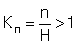 Kₙ = n/H > 1